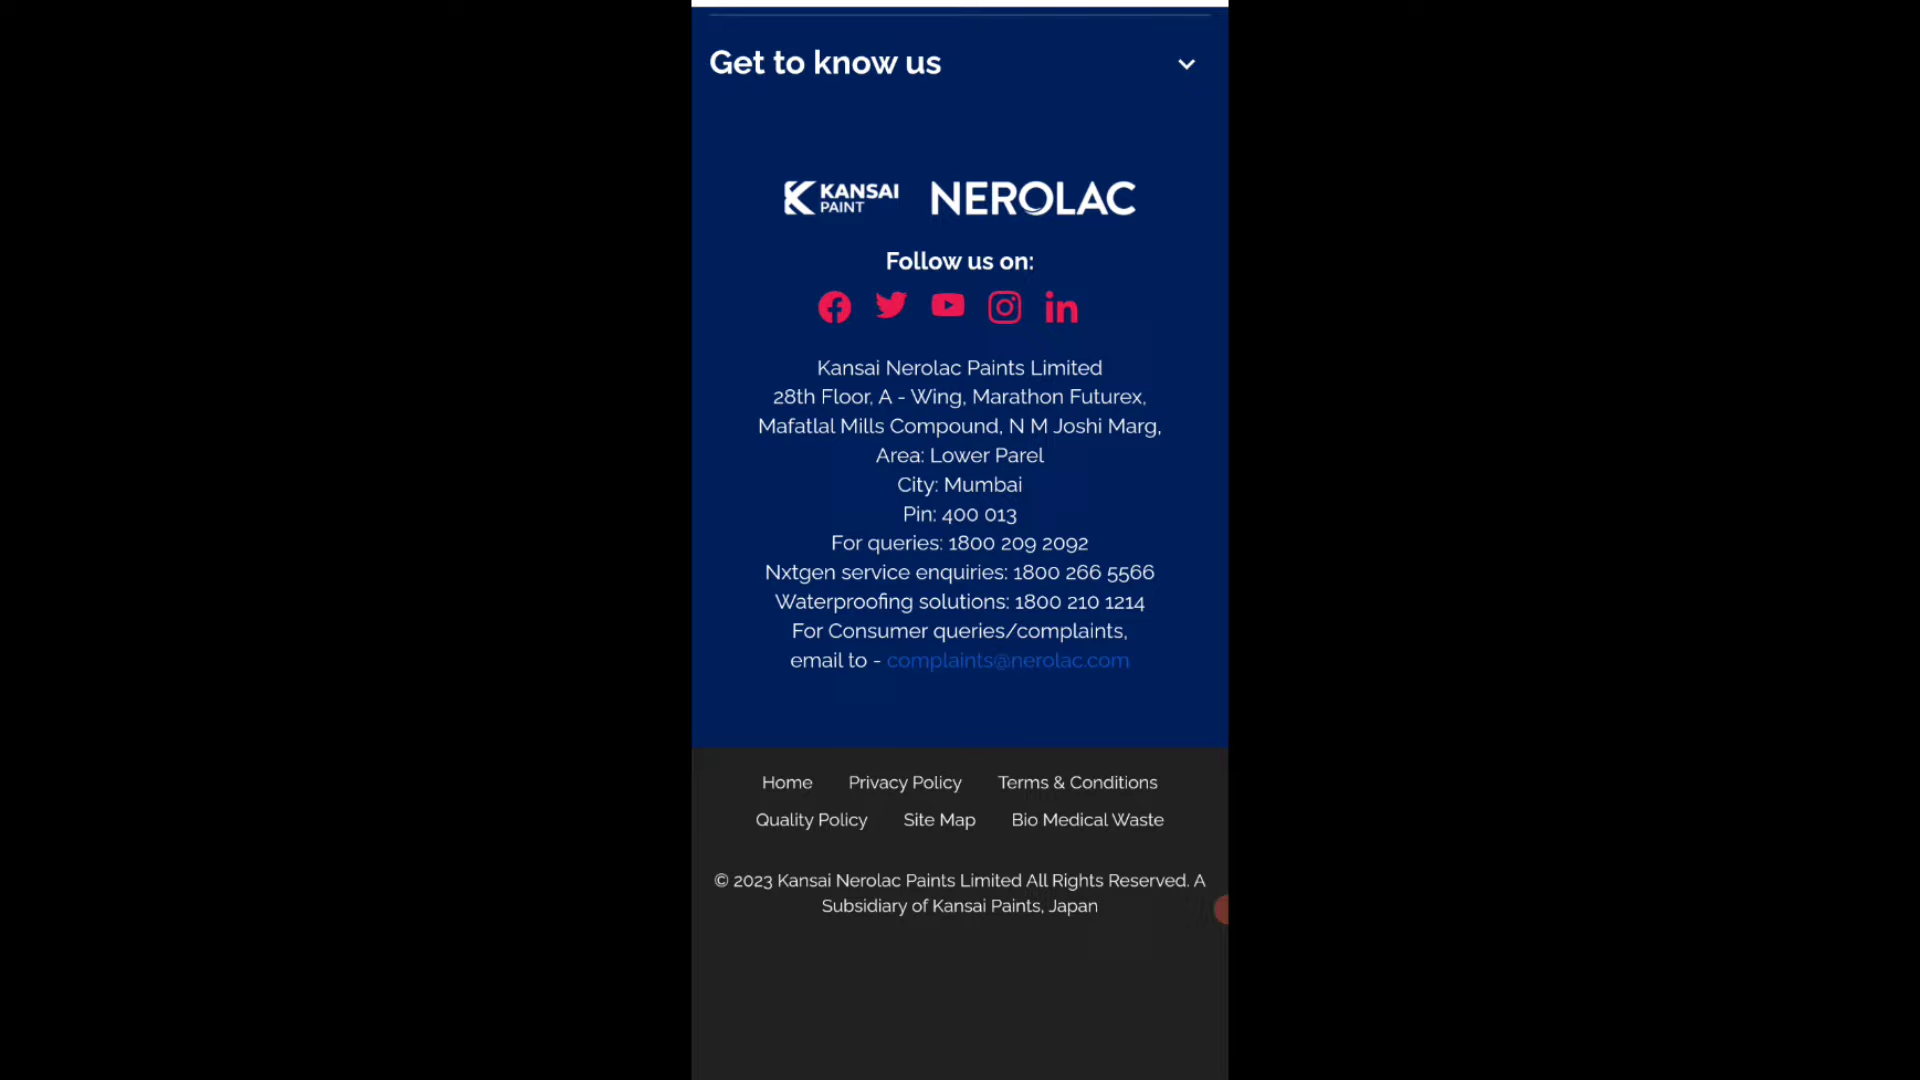 Get to know us
KANSAI PAINT NEROLAC
Follow us on:
Kansai Nerolac Paints Limited
28th Floor, A - Wing, Marathon Futurex,
Mafatlal Mills Compound, N M Joshi Marg,
Area: Lower Parel
City: Mumbai
Pin: 400 013
For queries: 1800 209 2092
Nxtgen service enquiries: 1800 266 5566
Waterproofing solutions: 1800 210 1214
For Consumer queries/complaints,
email to - complaints@nerolac.com
Home Privacy Policy Terms & Conditions
Quality Policy Site Map Bio Medical Waste
© 2023 Kansai Nerolac Paints Limited All Rights Reserved. A
Subsidiary of Kansai Paints, Japan